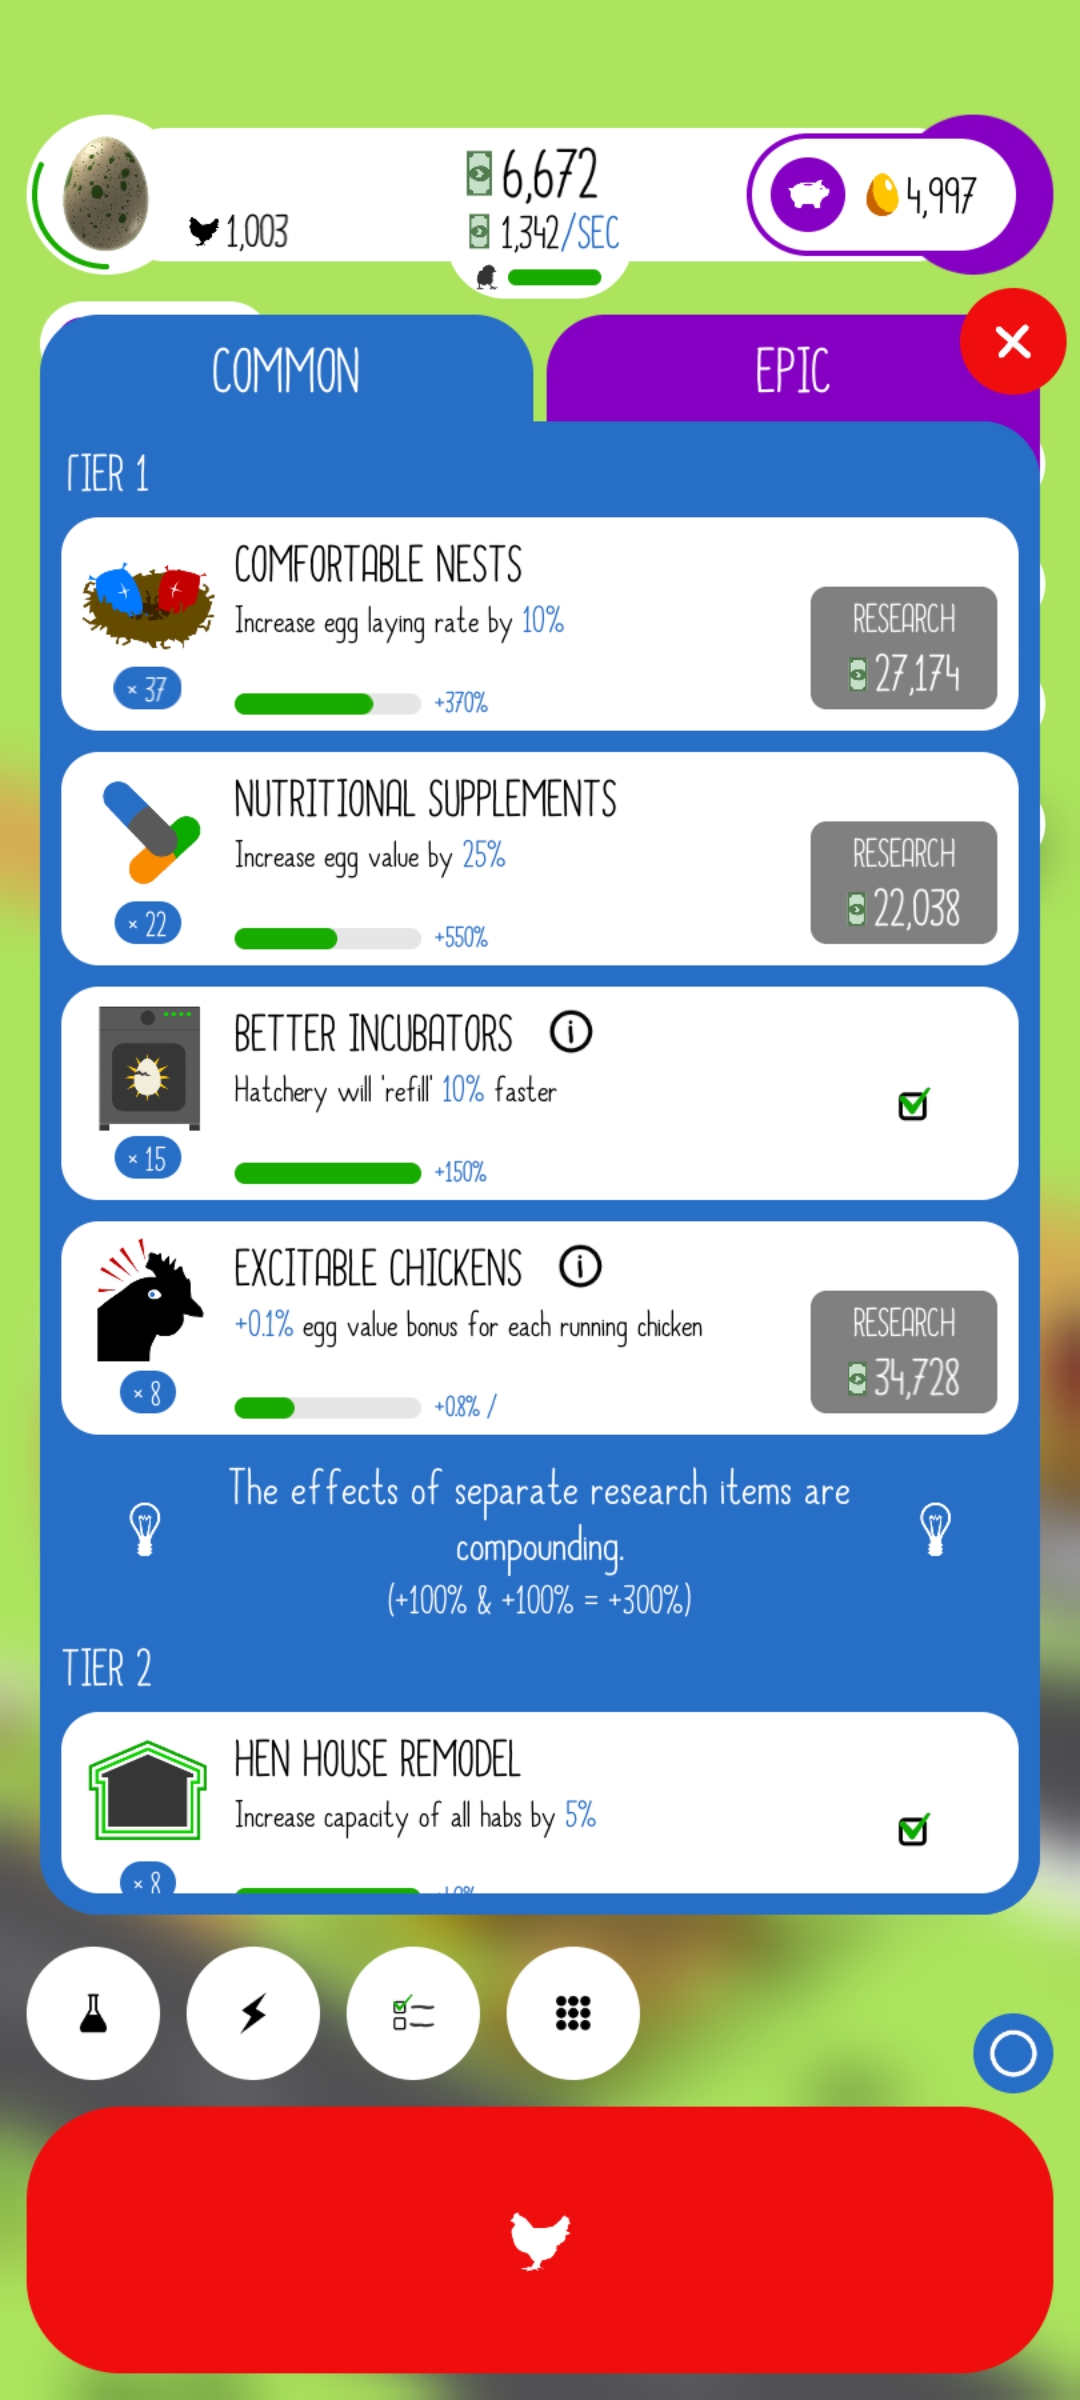 6,672
1,003
1,342/SEC
4,997
COMMON
EPIC
TIER 1
COMFORTABLE NESTS
Increase egg laying rate by 10%
RESEARCH
27,174
× 37
+370%
NUTRITIONAL SUPPLEMENTS
Increase egg value by 25%
RESEARCH
22,038
× 22
+550%
BETTER INCUBATORS
Hatchery will 'refill' 10% faster
× 15
+150%
EXCITABLE CHICKENS
+0.1% egg value bonus for each running chicken
RESEARCH
34,728
× 8
+0.8% /
The effects of separate research items are
compounding.
(+100% & +100% = +300%)
TIER 2
HEN HOUSE REMODEL
Increase capacity of all habs by 5%
× 8